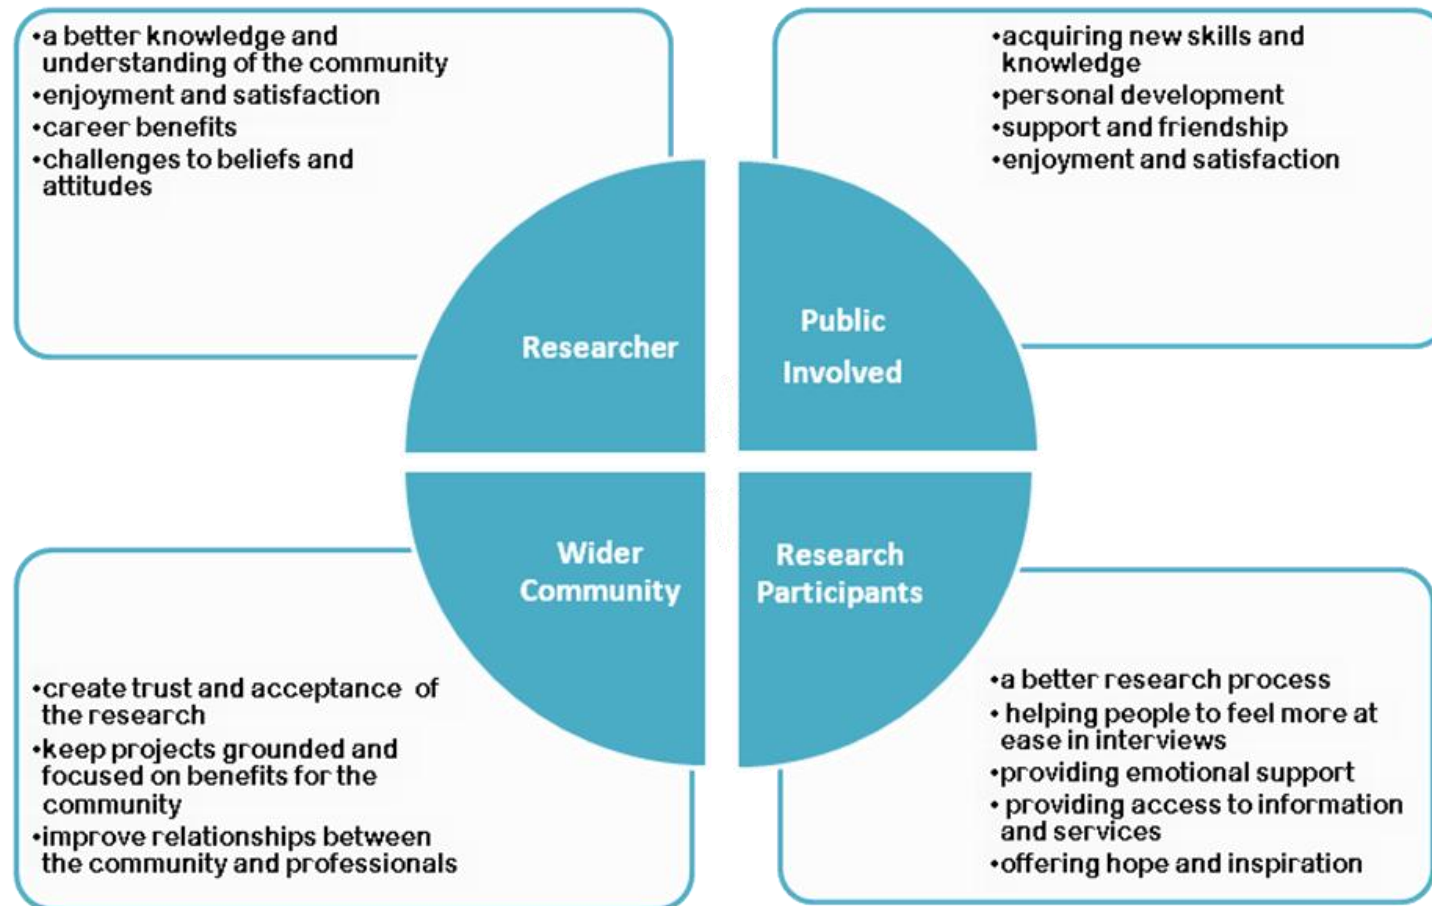 •a better knowledge and
understanding of the community
•enjoyment and satisfaction
•career benefits
•challenges to beliefs and
attitudes
•acquiring new skills and
knowledge
•personal development
•support and friendship
•enjoyment and satisfaction
Researcher
Public
Involved
Wider
Community
Research
Participants
•create trust and acceptance of
the research
•keep projects grounded and
focused on benefits for the
community
•improve relationships between
the community and professionals
•a better research process
• helping people to feel more at
ease in interviews
•providing emotional support
• providing access to information
and services
•offering hope and inspiration